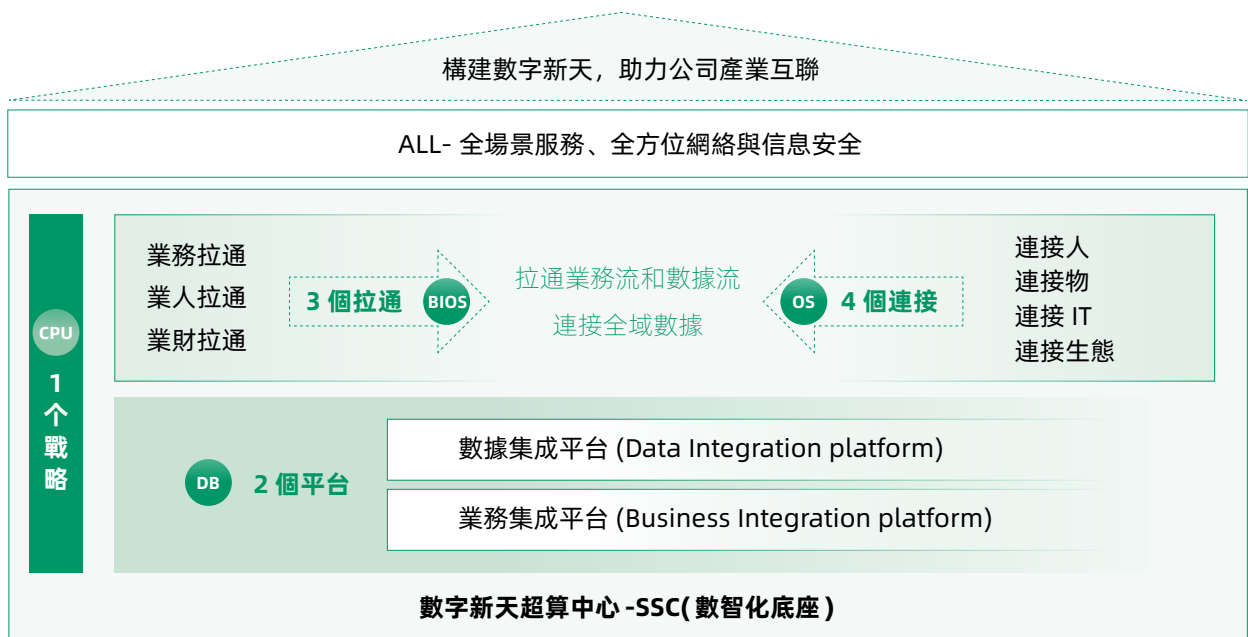 構建數字新天，助力公司產業互聯
ALL- 全場景服務、全方位網絡與信息安全
CPU
1
个
戰
略
業務拉通
業人拉通
業財拉通
3 個拉通
BIOS
拉通業務流和數據流
連接全域數據
OS
4 個連接
連接人
連接物
連接 IT
連接生態
DB
2 個平台
數據集成平台 (Data Integration platform)
業務集成平台 (Business Integration platform)
數字新天超算中心 -SSC( 數智化底座 )